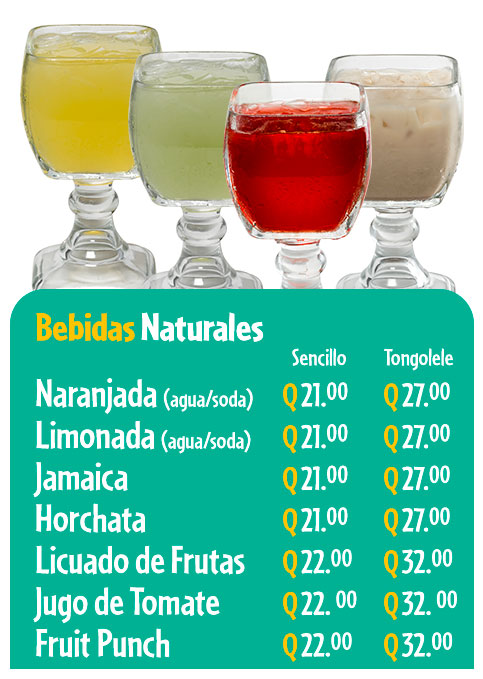 Bebidas Naturales
Sencillo Tongolele
Naranjada (agua/soda) Q21.00 Q27.00
Limonada (agua/soda) Q21.00 Q27.00
Jamaica Q21.00 Q27.00
Horchata Q21.00 Q27.00
Licuado de Frutas Q22.00 Q32.00
Jugo de Tomate Q22. 00 Q32. 00
Fruit Punch Q22.00 Q32.00